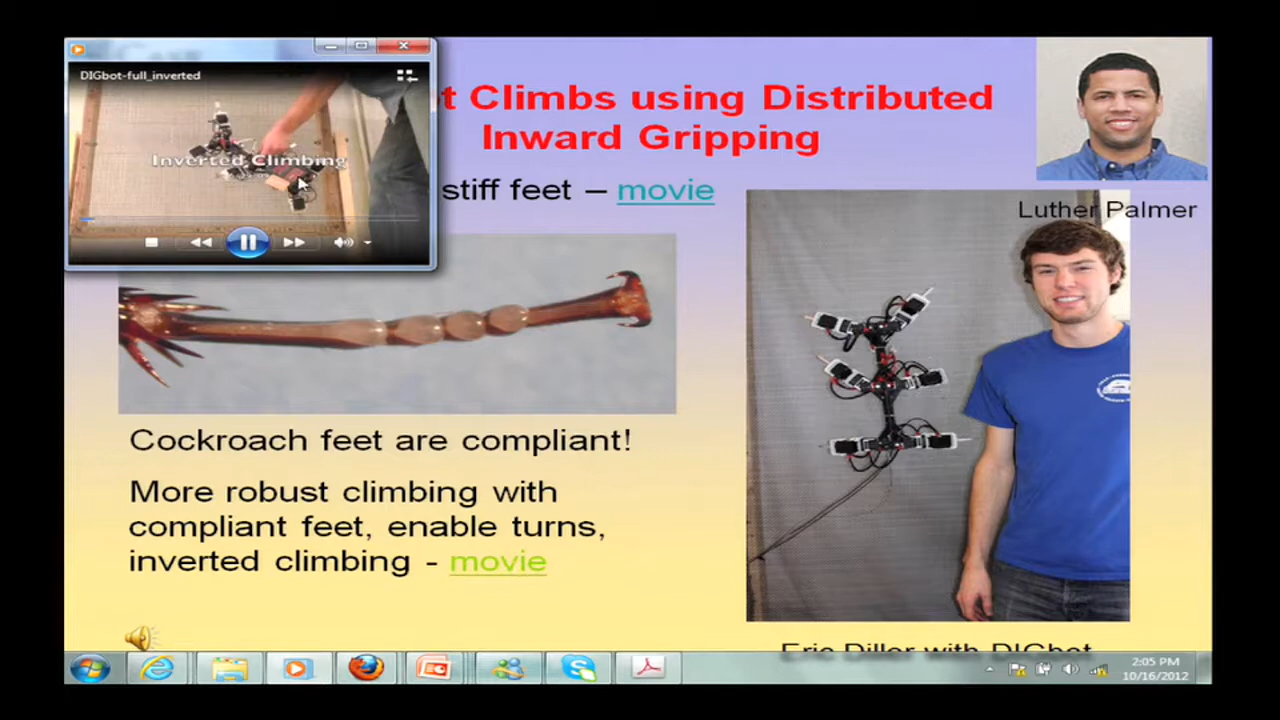 DIGbot-full_inverted
Inverted Climbing
t Climbs using Distributed
Inward Gripping
stiff feet – movie
Luther Palmer
Cockroach feet are compliant!
More robust climbing with
compliant feet, enable turns,
inverted climbing - movie
Eric Diller with DIGbot
2:05 PM
10/16/2012